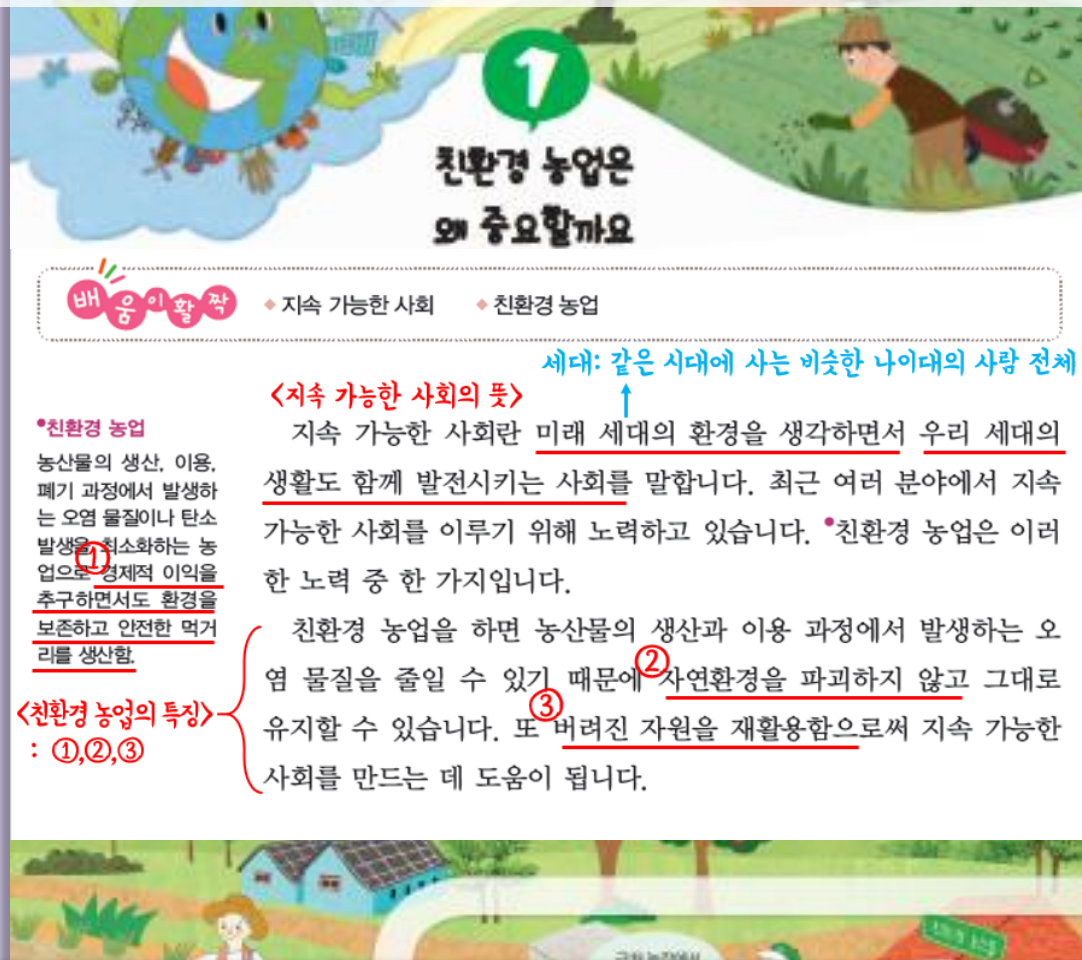 1
친환경 농업은
왜 중요할까요
배움이 활짝
◆ 지속 가능한 사회 ◆ 친환경 농업
세대: 같은 시대에 사는 비슷한 나이대의 사람 전체
<지속 가능한 사회의 뜻>
●친환경 농업
농산물의 생산, 이용,
폐기 과정에서 발생하
는 오염 물질이나 탄소
발생을 최소화하는 농
업으로 ①경제적 이익을
추구하면서도 환경을
보존하고 안전한 먹거
리를 생산함.
<친환경 농업의 특징>
: ①,②,③
지속 가능한 사회란 미래 세대의 환경을 생각하면서 우리 세대의
생활도 함께 발전시키는 사회를 말합니다. 최근 여러 분야에서 지속
가능한 사회를 이루기 위해 노력하고 있습니다. ●친환경 농업은 이러
한 노력 중 한 가지입니다.
친환경 농업을 하면 농산물의 생산과 이용 과정에서 발생하는 오
염 물질을 줄일 수 있기 때문에 ②자연환경을 파괴하지 않고 그대로
유지할 수 있습니다. 또 ③버려진 자원을 재활용함으로써 지속 가능한
사회를 만드는 데 도움이 됩니다.